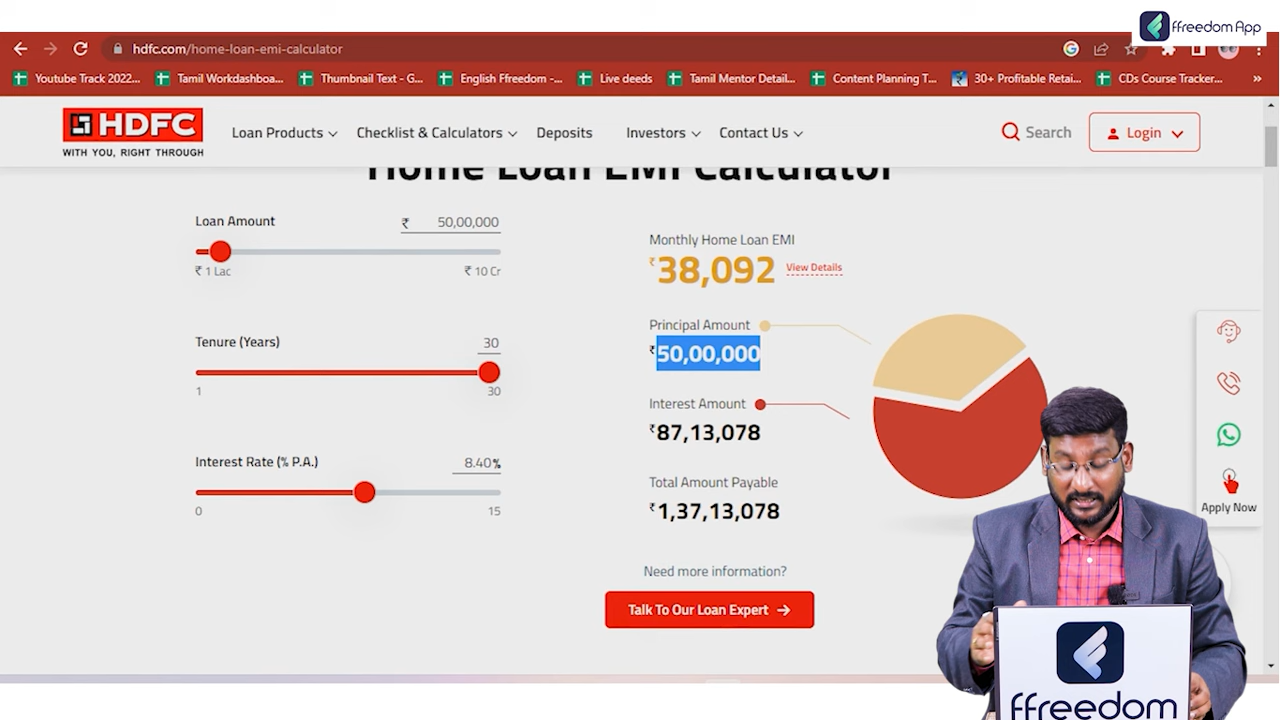 ffreedom App
hdfc.com/home-loan-emi-calculator
Youtube Track 2022... Tamil Workdashboa... Thumbnail Text - G... English Ffreedom -... Live deeds Tamil Mentor Detail... Content Planning T... 30+ Profitable Retai... CDs Course Tracker... »
HDFC
WITH YOU, RIGHT THROUGH
Loan Products Checklist & Calculators Deposits Investors Contact Us Search Login
Home Loan EMI Calculator
Loan Amount ₹ 50,00,000
₹ 1 Lac ₹ 10 Cr
Tenure (Years) 30
1 30
Interest Rate (% P.A.) 8.40%
0 15
Monthly Home Loan EMI
₹38,092 View Details
Principal Amount
₹50,00,000
Interest Amount
₹87,13,078
Total Amount Payable
₹1,37,13,078
Need more information?
Talk To Our Loan Expert →
Apply Now
ffreedom